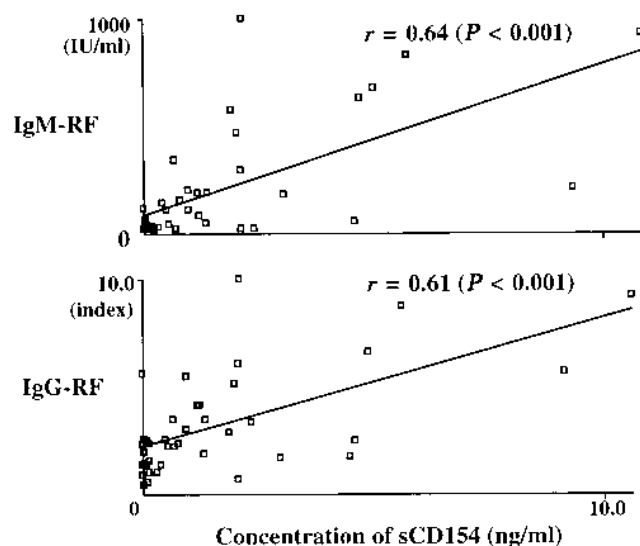 1000
(IU/ml)
r = 0.64 (P < 0.001)
IgM-RF
0
10.0
(index)
r = 0.61 (P < 0.001)
IgG-RF
0
10.0
Concentration of sCD154 (ng/ml)